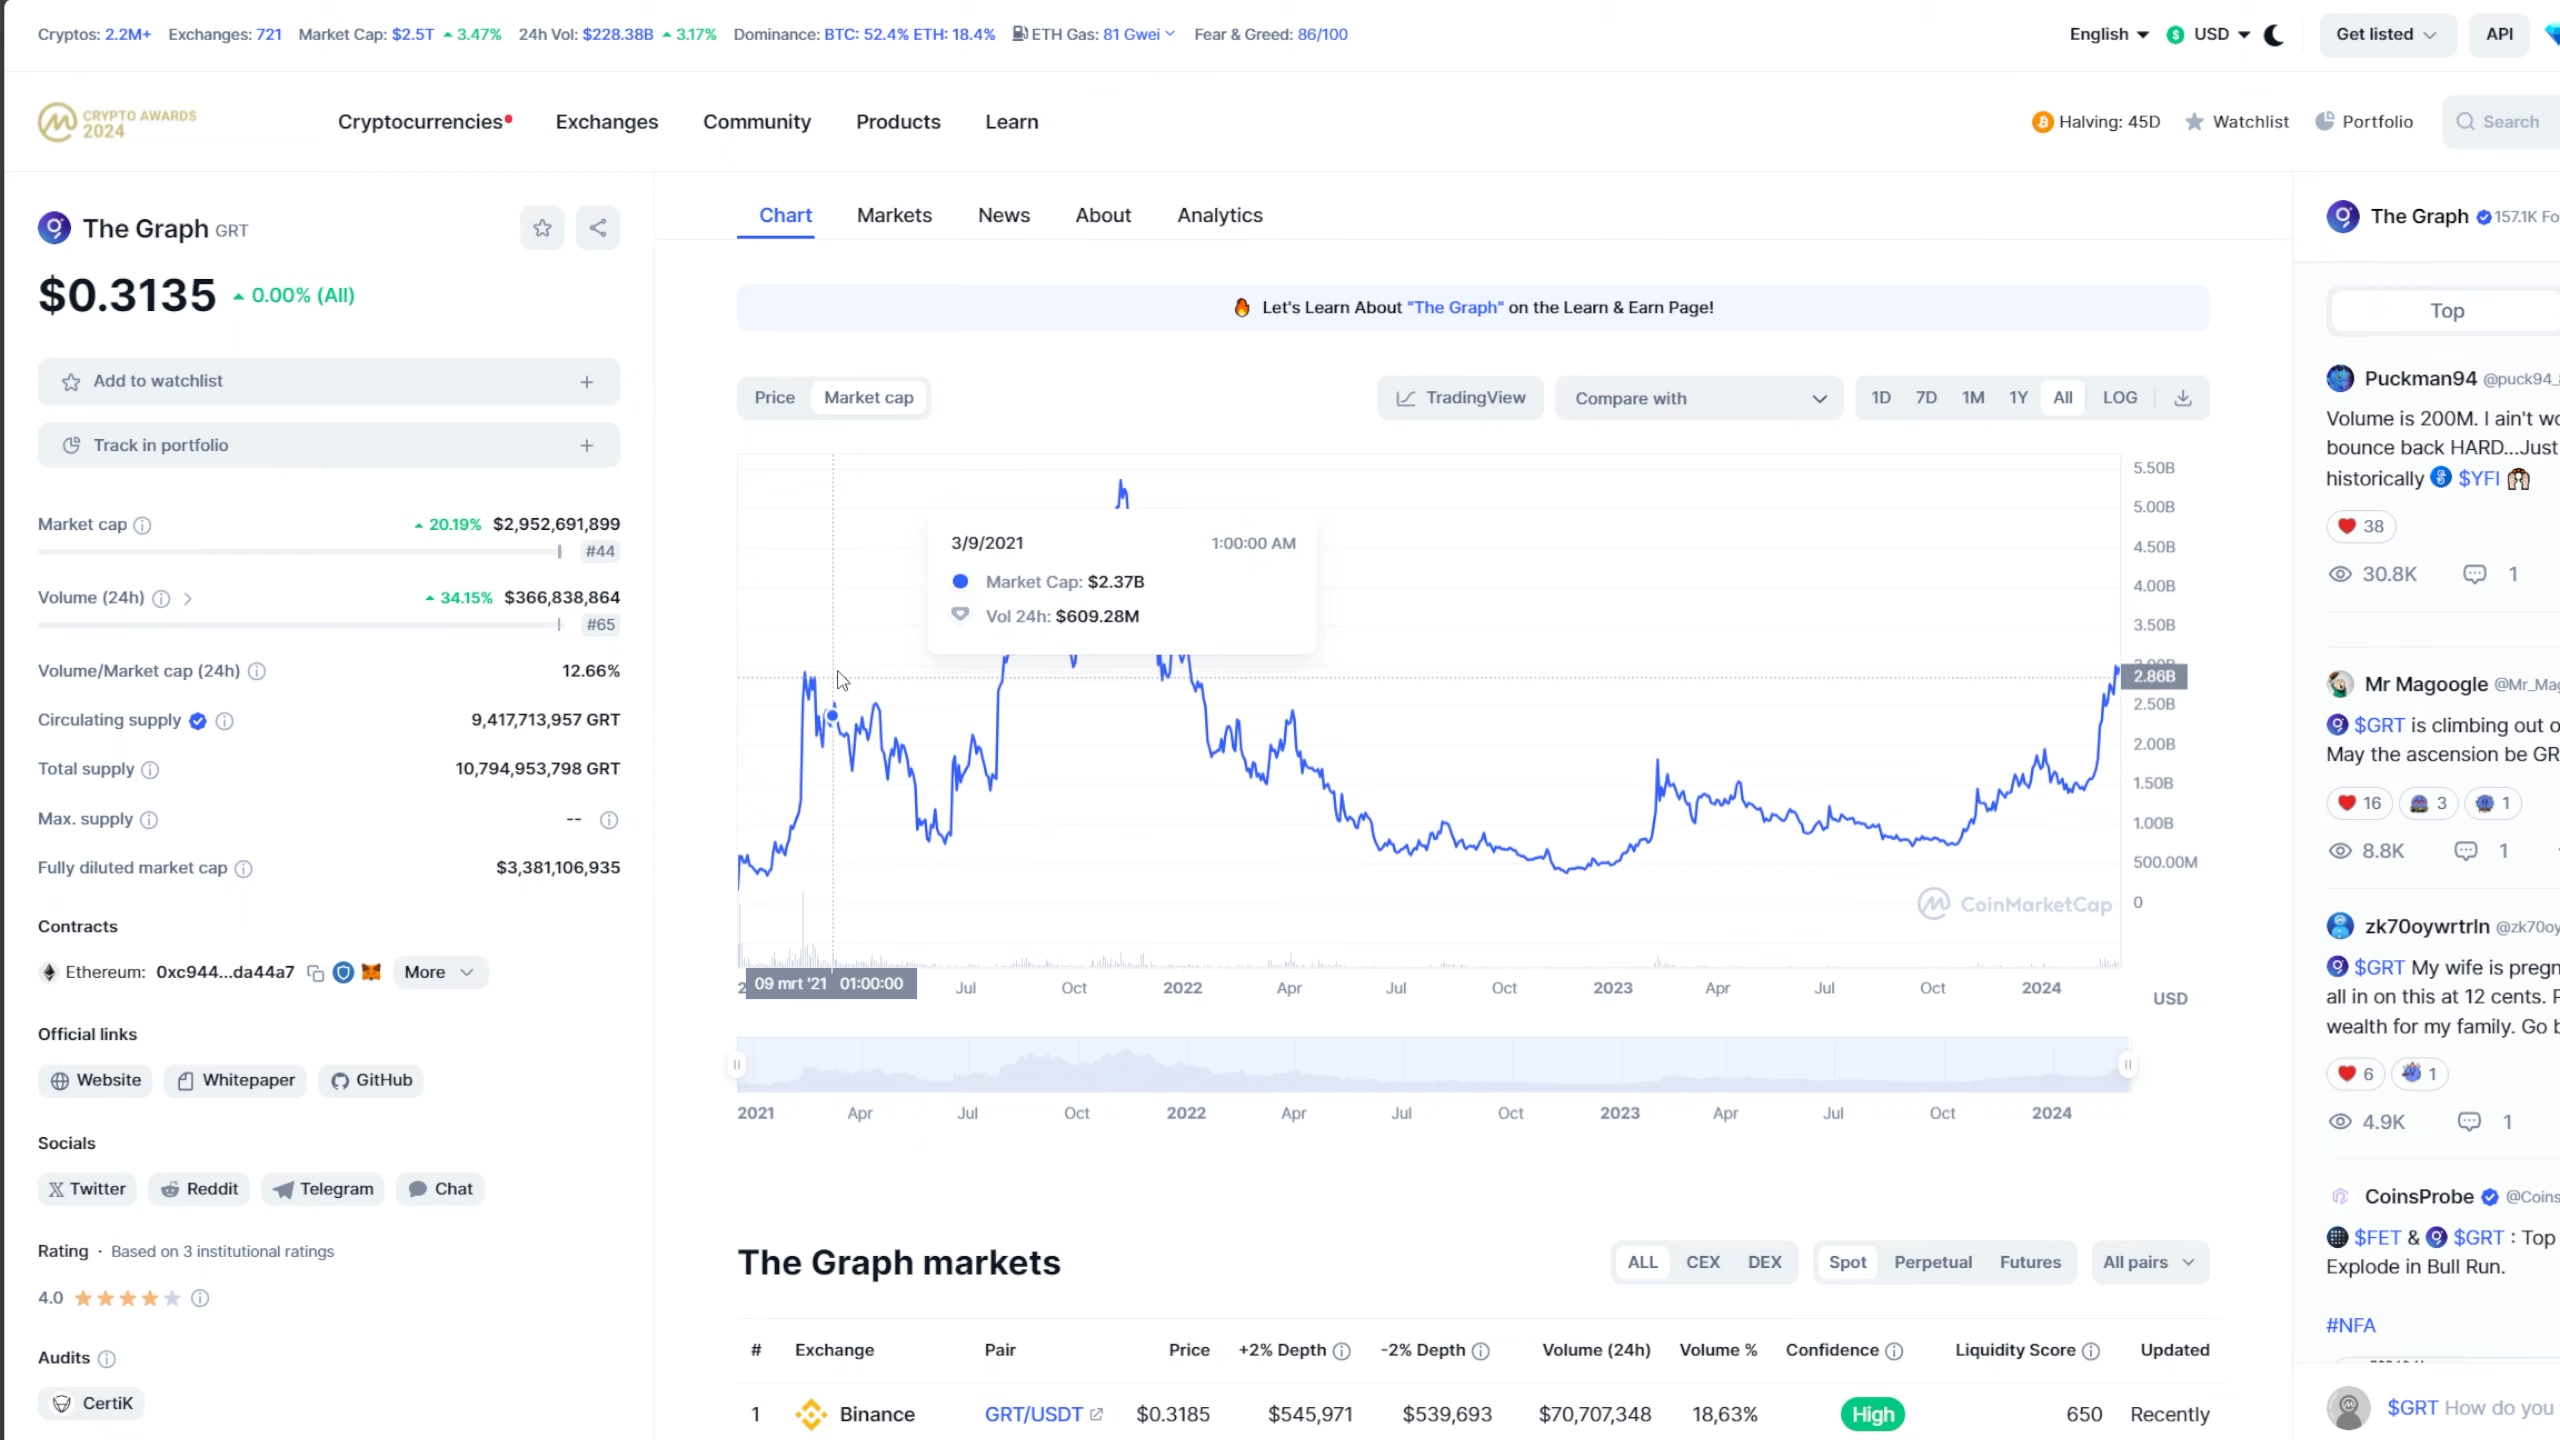 Cryptos: 2.2M+ Exchanges: 721 Market Cap: $2.5T 3.47% 24h Vol: $228.38B 3.17% Dominance: BTC: 52.4% ETH: 18.4% ETH Gas: 81 Gwei Fear & Greed: 86/100
English USD Get listed API
CRYPTO AWARDS
2024
Cryptocurrencies Exchanges Community Products Learn
Halving: 45D Watchlist Portfolio Search
The Graph GRT
$0.3135 0.00% (All)
Add to watchlist +
Track in portfolio +
Market cap 20.19% $2,952,691,899
#44
Volume (24h) 34.15% $366,838,864
#65
Volume/Market cap (24h) 12.66%
Circulating supply 9,417,713,957 GRT
Total supply 10,794,953,798 GRT
Max. supply --
Fully diluted market cap $3,381,106,935
Contracts
Ethereum: 0xc944...da44a7 More
Official links
Website Whitepaper GitHub
Socials
Twitter Reddit Telegram Chat
Rating · Based on 3 institutional ratings
4.0
Audits
CertiK
Chart Markets News About Analytics
Let's Learn About "The Graph" on the Learn & Earn Page!
Price Market cap
TradingView Compare with 1D 7D 1M 1Y All LOG
5.50B
5.00B
4.50B
4.00B
3.50B
2.86B
2.50B
2.00B
1.50B
1.00B
500.00M
0
3/9/2021 1:00:00 AM
Market Cap: $2.37B
Vol 24h: $609.28M
CoinMarketCap
09 mrt '21 01:00:00 Jul Oct 2022 Apr Jul Oct 2023 Apr Jul Oct 2024
USD
2021 Apr Jul Oct 2022 Apr Jul Oct 2023 Apr Jul Oct 2024
The Graph markets
ALL CEX DEX Spot Perpetual Futures All pairs
# Exchange Pair Price +2% Depth -2% Depth Volume (24h) Volume % Confidence Liquidity Score Updated
1 Binance GRT/USDT $0.3185 $545,971 $539,693 $70,707,348 18,63% High 650 Recently
The Graph 157.1K Fo
Top
Puckman94 @puck94_
Volume is 200M. I ain't wo
bounce back HARD...Just
historically $YFI
38
30.8K 1
Mr Magoogle @Mr_Mag
$GRT is climbing out o
May the ascension be GR
16 3 1
8.8K 1
zk70oywrtrln @zk70oy
$GRT My wife is pregn
all in on this at 12 cents. F
wealth for my family. Go b
6 1
4.9K 1
CoinsProbe @Coins
$FET & $GRT : Top
Explode in Bull Run.
#NFA
$GRT How do you